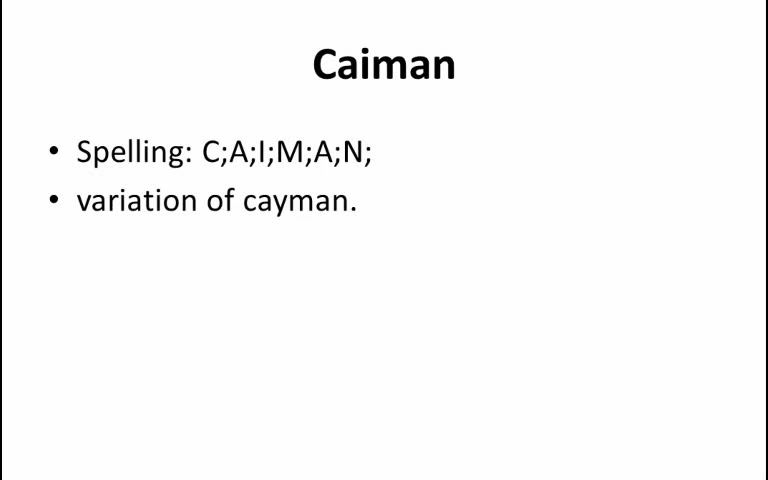 Caiman
• Spelling: C;A;I;M;A;N;
• variation of cayman.